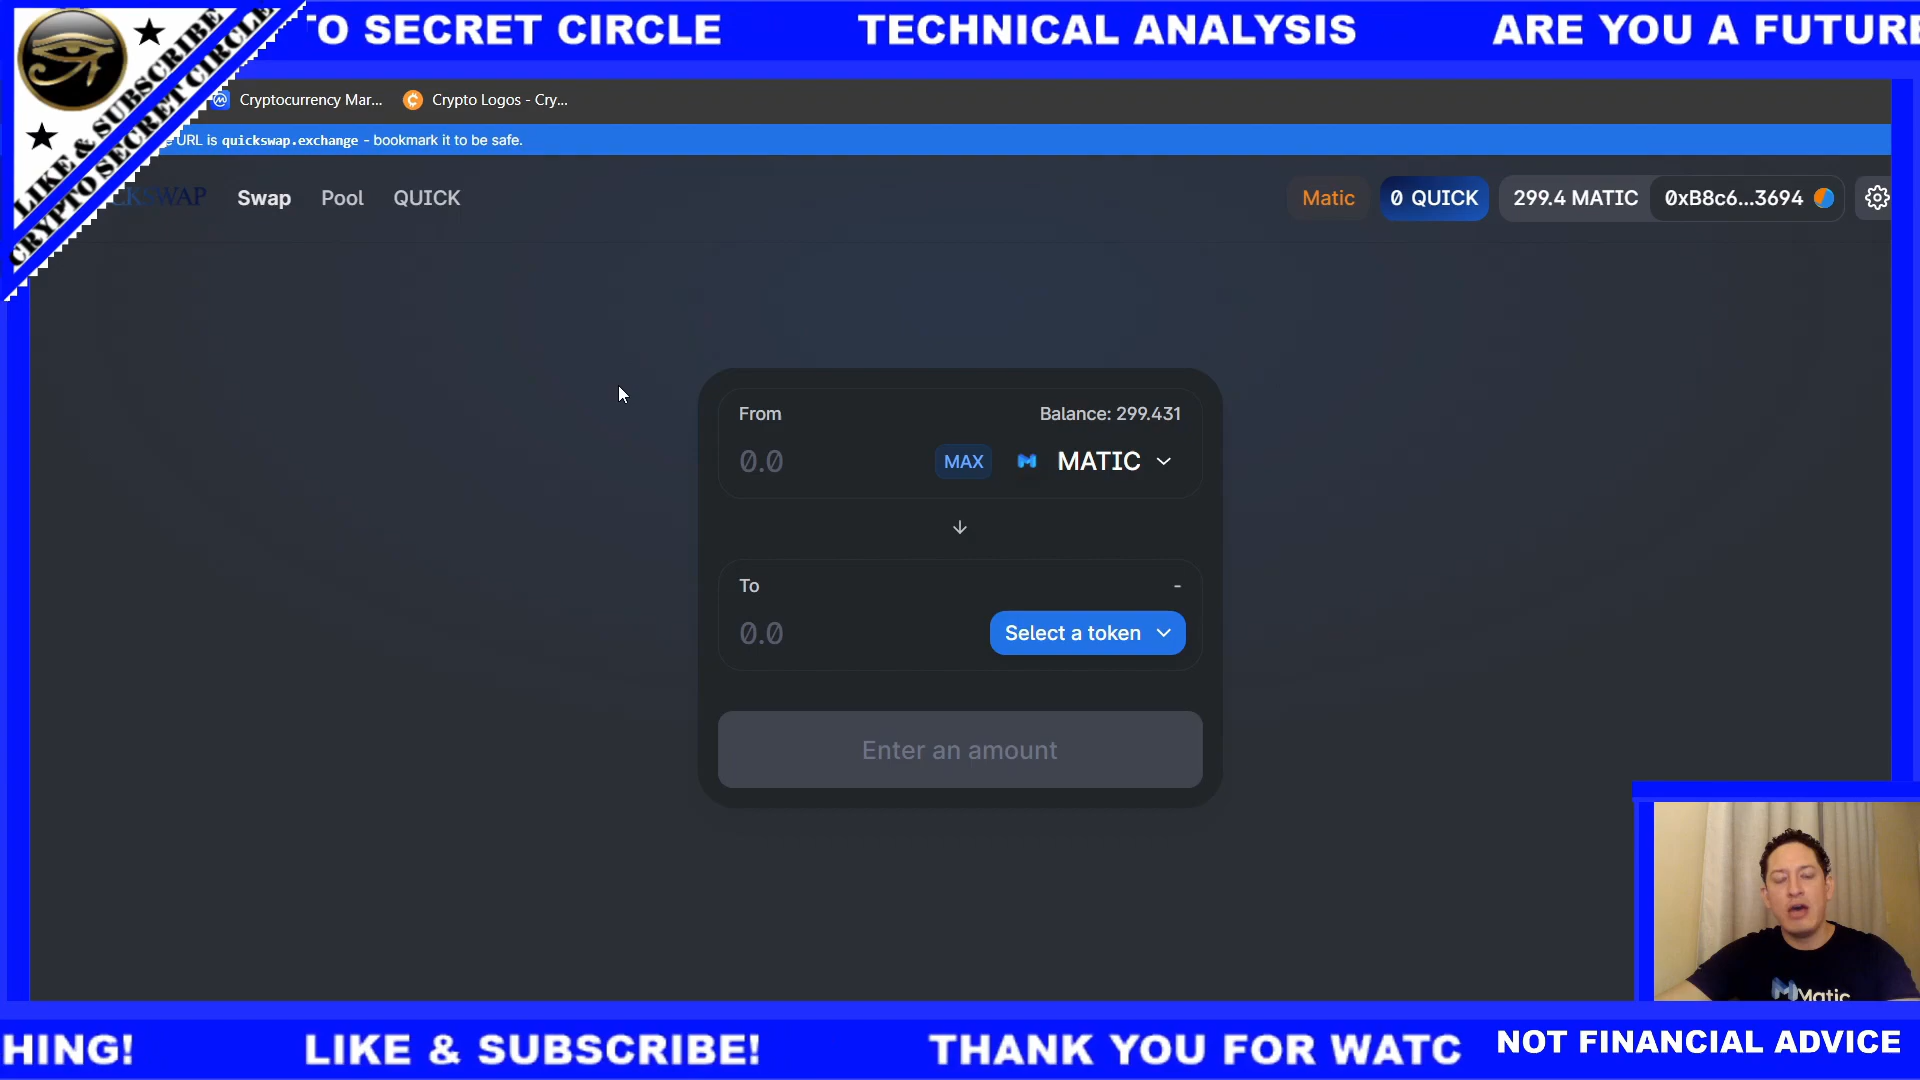 TO SECRET CIRCLE
TECHNICAL ANALYSIS
ARE YOU A FUTURE
LIKE & SUBSCRIBE
CRYPTO SECRET CIRCLE
Cryptocurrency Mar...
Crypto Logos - Cry...
URL is quickswap.exchange - bookmark it to be safe.
CKSWAP
Swap
Pool
QUICK
Matic
0 QUICK
299.4 MATIC
0xB8c6...3694
From
Balance: 299.431
0.0
MAX
MATIC
To
-
0.0
Select a token
Enter an amount
Matic
HING!
LIKE & SUBSCRIBE!
THANK YOU FOR WATC
NOT FINANCIAL ADVICE